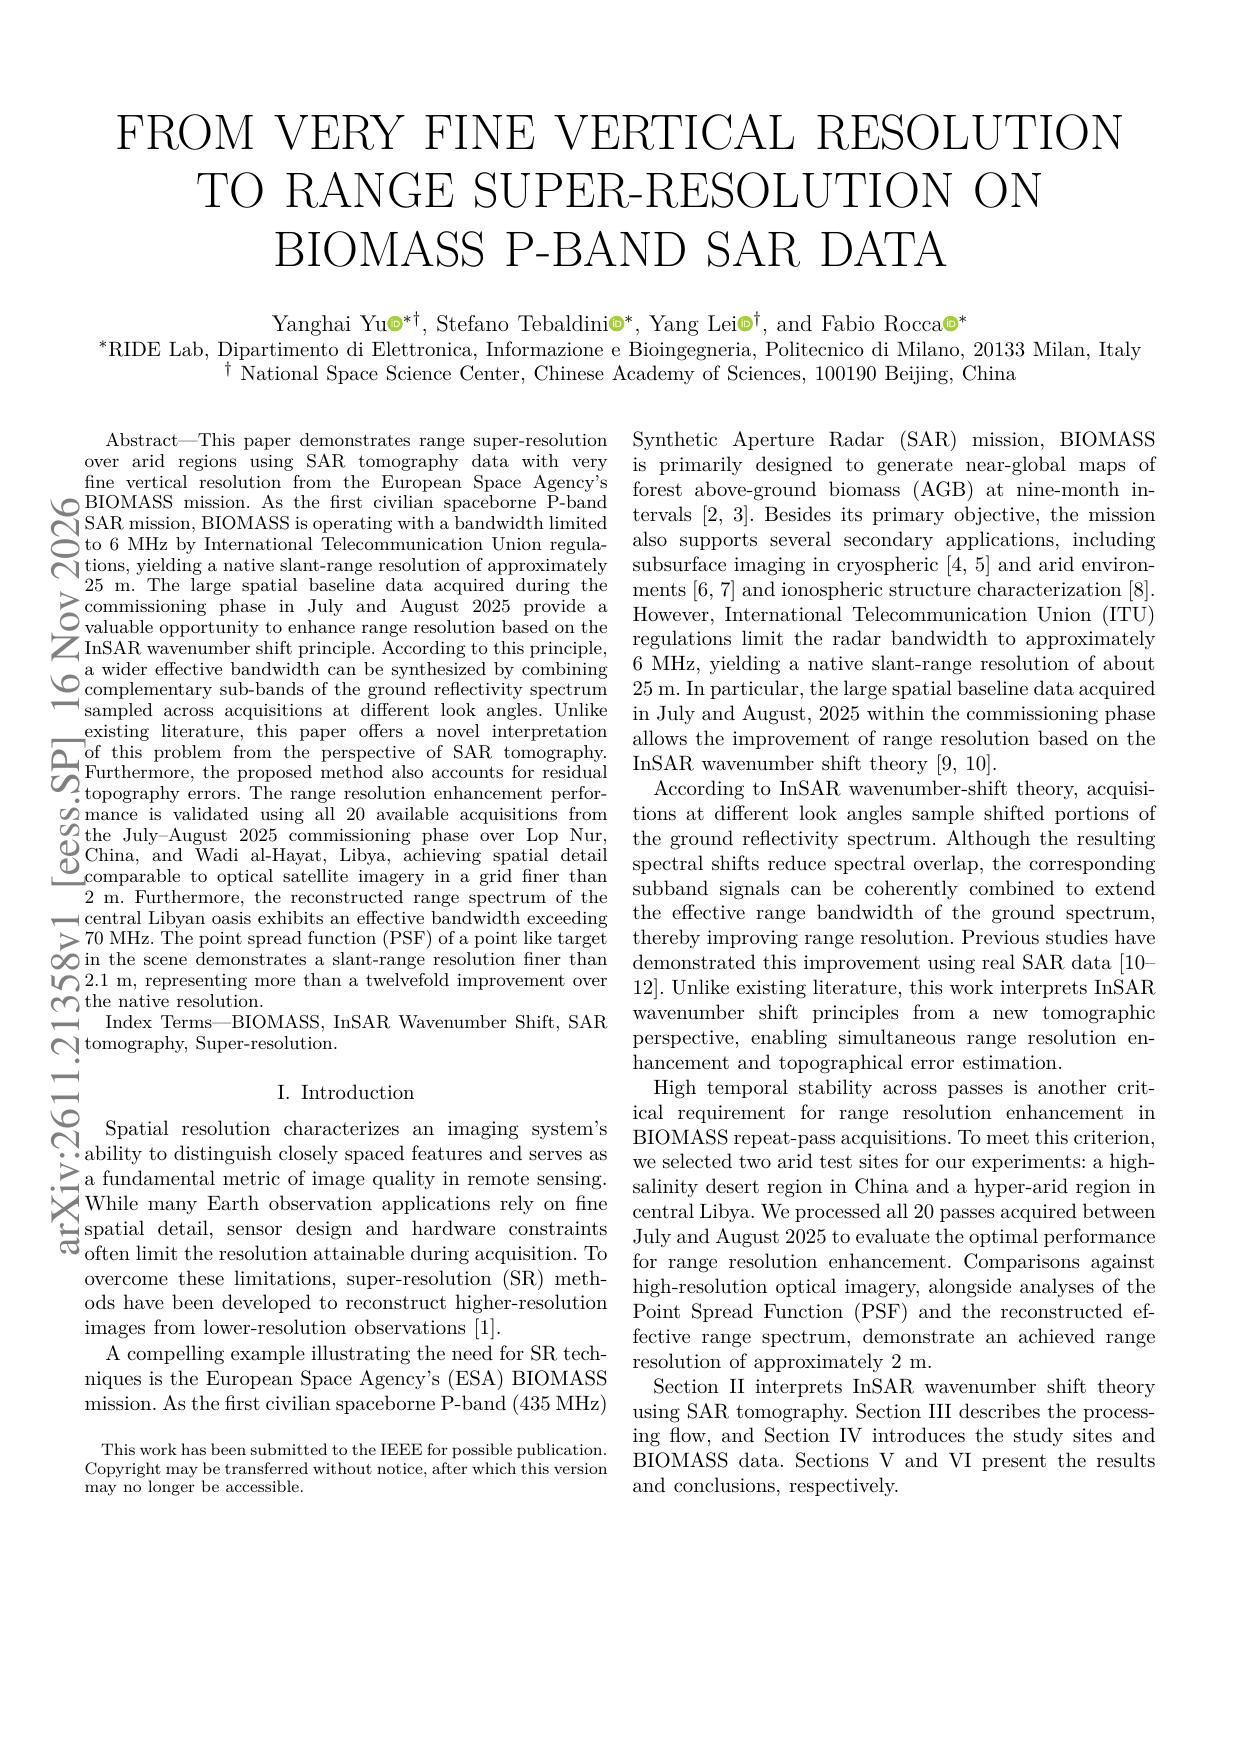 FROM VERY FINE VERTICAL RESOLUTION
TO RANGE SUPER-RESOLUTION ON
BIOMASS P-BAND SAR DATA
Yanghai Yu∗†, Stefano Tebaldini∗, Yang Lei†, and Fabio Rocca∗
∗RIDE Lab, Dipartimento di Elettronica, Informazione e Bioingegneria, Politecnico di Milano, 20133 Milan, Italy
† National Space Science Center, Chinese Academy of Sciences, 100190 Beijing, China
Abstract—This paper demonstrates range super-resolution
over arid regions using SAR tomography data with very
fine vertical resolution from the European Space Agency's
BIOMASS mission. As the first civilian spaceborne P-band
SAR mission, BIOMASS is operating with a bandwidth limited
to 6 MHz by International Telecommunication Union regula-
tions, yielding a native slant-range resolution of approximately
25 m. The large spatial baseline data acquired during the
commissioning phase in July and August 2025 provide a
valuable opportunity to enhance range resolution based on the
InSAR wavenumber shift principle. According to this principle,
a wider effective bandwidth can be synthesized by combining
complementary sub-bands of the ground reflectivity spectrum
sampled across acquisitions at different look angles. Unlike
existing literature, this paper offers a novel interpretation
of this problem from the perspective of SAR tomography.
Furthermore, the proposed method also accounts for residual
topography errors. The range resolution enhancement perfor-
mance is validated using all 20 available acquisitions from
the July–August 2025 commissioning phase over Lop Nur,
China, and Wadi al-Hayat, Libya, achieving spatial detail
comparable to optical satellite imagery in a grid finer than
2 m. Furthermore, the reconstructed range spectrum of the
central Libyan oasis exhibits an effective bandwidth exceeding
70 MHz. The point spread function (PSF) of a point like target
in the scene demonstrates a slant-range resolution finer than
2.1 m, representing more than a twelvefold improvement over
the native resolution.
Index Terms—BIOMASS, InSAR Wavenumber Shift, SAR
tomography, Super-resolution.
I. Introduction
Spatial resolution characterizes an imaging system's
ability to distinguish closely spaced features and serves as
a fundamental metric of image quality in remote sensing.
While many Earth observation applications rely on fine
spatial detail, sensor design and hardware constraints
often limit the resolution attainable during acquisition. To
overcome these limitations, super-resolution (SR) meth-
ods have been developed to reconstruct higher-resolution
images from lower-resolution observations [1].
A compelling example illustrating the need for SR tech-
niques is the European Space Agency's (ESA) BIOMASS
mission. As the first civilian spaceborne P-band (435 MHz)
This work has been submitted to the IEEE for possible publication.
Copyright may be transferred without notice, after which this version
may no longer be accessible.
Synthetic Aperture Radar (SAR) mission, BIOMASS
is primarily designed to generate near-global maps of
forest above-ground biomass (AGB) at nine-month in-
tervals [2, 3]. Besides its primary objective, the mission
also supports several secondary applications, including
subsurface imaging in cryospheric [4, 5] and arid environ-
ments [6, 7] and ionospheric structure characterization [8].
However, International Telecommunication Union (ITU)
regulations limit the radar bandwidth to approximately
6 MHz, yielding a native slant-range resolution of about
25 m. In particular, the large spatial baseline data acquired
in July and August, 2025 within the commissioning phase
allows the improvement of range resolution based on the
InSAR wavenumber shift theory [9, 10].
According to InSAR wavenumber-shift theory, acquisi-
tions at different look angles sample shifted portions of
the ground reflectivity spectrum. Although the resulting
spectral shifts reduce spectral overlap, the corresponding
subband signals can be coherently combined to extend
the effective range bandwidth of the ground spectrum,
thereby improving range resolution. Previous studies have
demonstrated this improvement using real SAR data [10–
12]. Unlike existing literature, this work interprets InSAR
wavenumber shift principles from a new tomographic
perspective, enabling simultaneous range resolution en-
hancement and topographical error estimation.
High temporal stability across passes is another crit-
ical requirement for range resolution enhancement in
BIOMASS repeat-pass acquisitions. To meet this criterion,
we selected two arid test sites for our experiments: a high-
salinity desert region in China and a hyper-arid region in
central Libya. We processed all 20 passes acquired between
July and August 2025 to evaluate the optimal performance
for range resolution enhancement. Comparisons against
high-resolution optical imagery, alongside analyses of the
Point Spread Function (PSF) and the reconstructed ef-
fective range spectrum, demonstrate an achieved range
resolution of approximately 2 m.
Section II interprets InSAR wavenumber shift theory
using SAR tomography. Section III describes the process-
ing flow, and Section IV introduces the study sites and
BIOMASS data. Sections V and VI present the results
and conclusions, respectively.
arXiv:2611.21358v1 [eess.SP] 16 Nov 2026